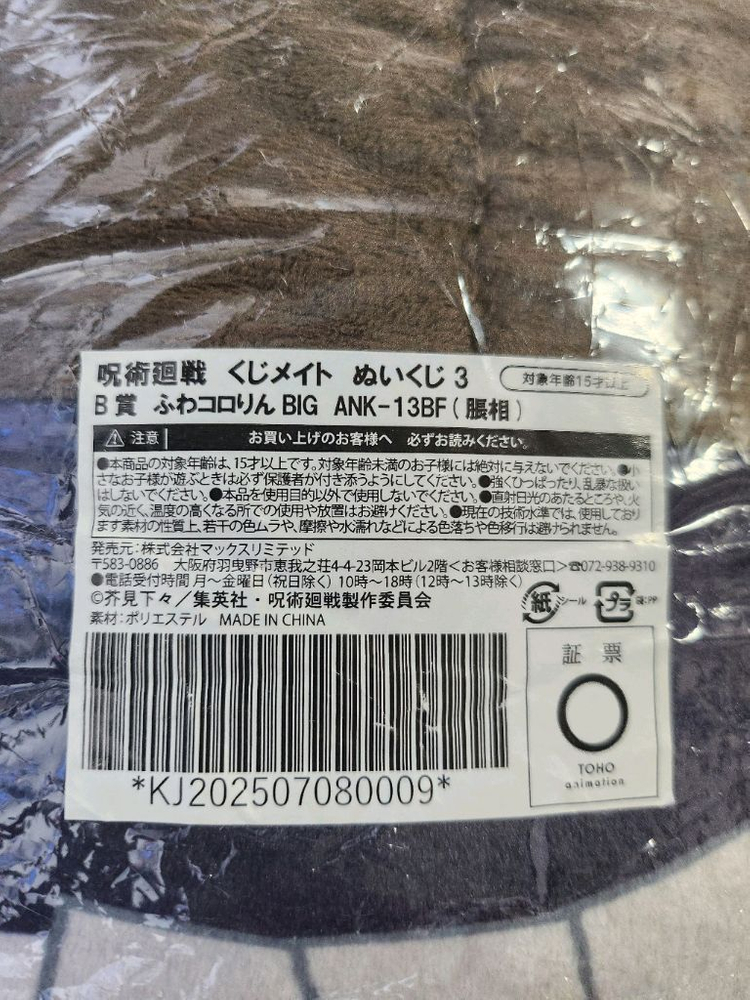 呪術廻戦 くじメイト ぬいくじ 3
対象年齢15才以上
B賞 ふわコロりん BIG ANK-13BF(脹相)
注意 お買い上げのお客様へ 必ずお読みください。
●本商品の対象年齢は、15才以上です。対象年齢未満のお子様には絶対に与えないでください。●小
さなお子様が遊ぶときは必ず保護者が付き添うようにしてください。●強くひっぱったり、乱暴な扱い
はしないでください。●本品を使用目的以外で使用しないでください。●直射日光のあたるところや、火
気の近く、温度の高くなる所での使用や放置はお避けください。●現在の技術水準では、使用しており
ます素材の性質上、若干の色ムラや、摩擦や水濡れなどによる色落ちや色移行は避けられません。
発売元:株式会社マックスリミテッド
〒583-0886 大阪府羽曳野市恵我之荘4-4-23岡本ビル2階<お客様相談窓口>☎072-938-9310
●電話受付時間 月〜金曜日(祝日除く) 10時〜18時(12時〜13時除く)
©芥見下々/集英社・呪術廻戦製作委員会
素材:ポリエステル MADE IN CHINA
紙 シール
プラ 袋:PP
*KJ202507080009*
証票
TOHO
animation